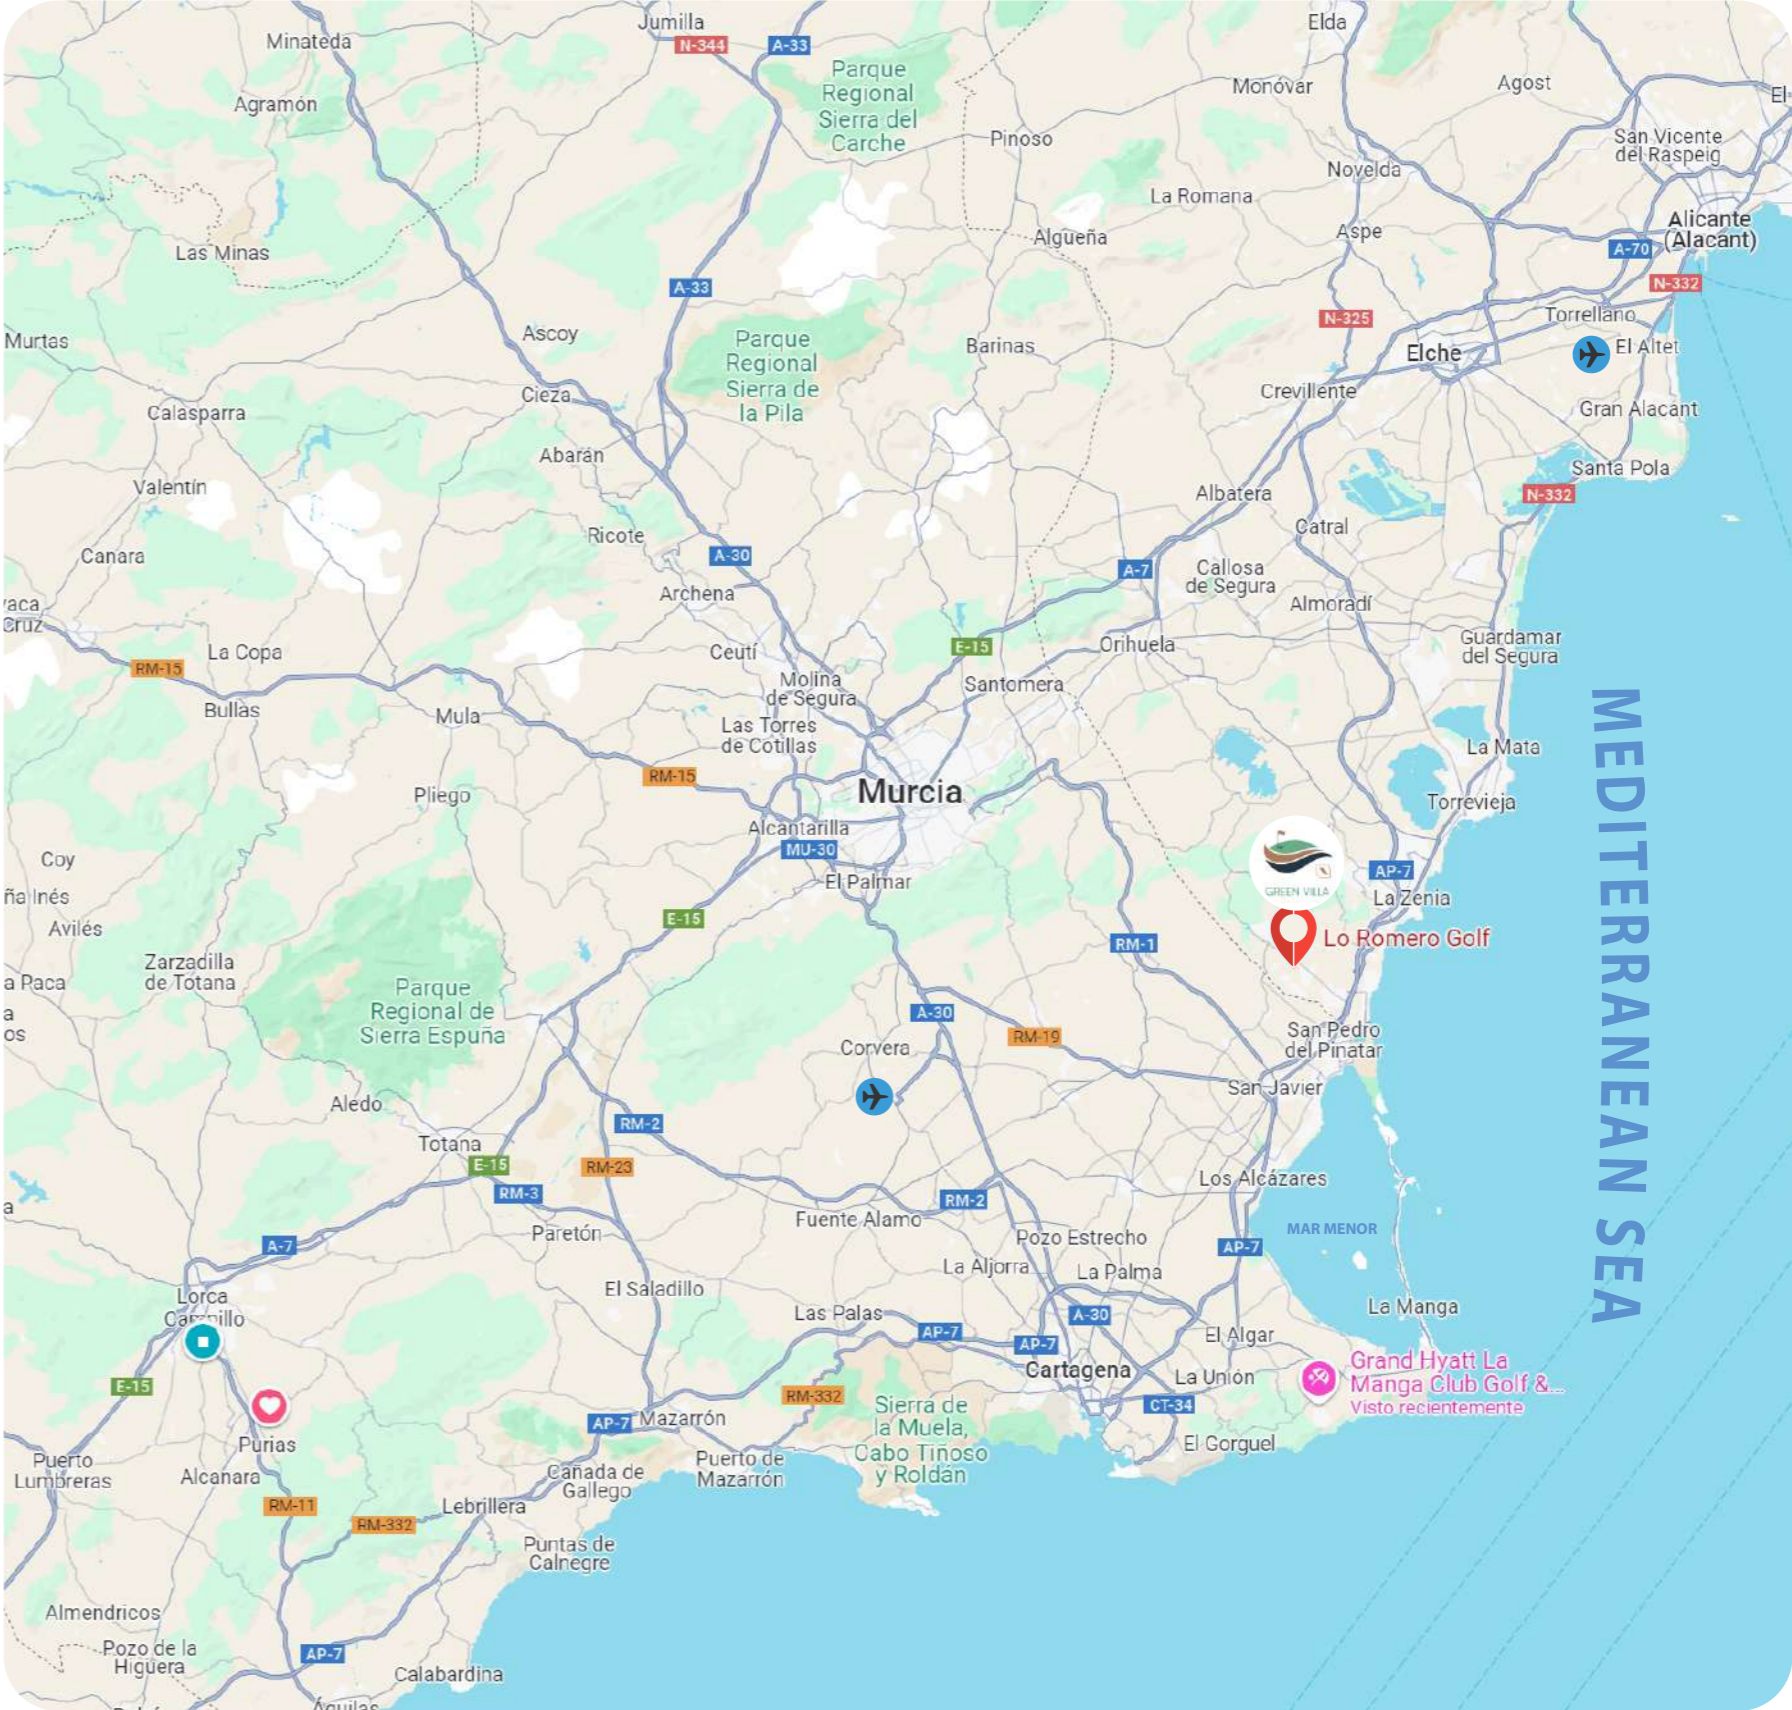 Jumilla
Elda
Minateda
N-344
A-33
Parque
Regional
Sierra del
Carche
Monóvar
Agost
Agramón
Pinoso
San Vicente
del Raspeig
Novelda
La Romana
Alicante
(Alacant)
Aspe
Algueña
A-70
Las Minas
N-332
A-33
N-325
Torrellano
Murtas
Ascoy
Parque
Regional
Sierra de
la Pila
Barinas
Elche
El Altet
Crevillente
Cieza
Calasparra
Gran Alacant
Abarán
Santa Pola
Valentín
Albatera
N-332
Ricote
Catral
Canara
A-30
A-7
Callosa
de Segura
Archena
Almoradí
Cruz
La Copa
Ceutí
E-15
Orihuela
Guardamar
del Segura
RM-15
Molina
de Segura
Santomera
Bullas
Mula
Las Torres
de Cotillas
La Mata
RM-15
Murcia
Pliego
Torrevieja
Alcantarilla
MU-30
Coy
GREEN VILLA
AP-7
El Palmar
La Zenia
ña Inés
Avilés
E-15
RM-1
Lo Romero Golf
Zarzadilla
de Totana
a Paca
Parque
Regional de
Sierra Espuña
A-30
RM-19
San Pedro
del Pinatar
a
os
Corvera
San Javier
Aledo
RM-2
Totana
E-15
RM-23
RM-3
RM-2
Los Alcázares
a
Fuente Alamo
MAR MENOR
MEDITERRANEAN SEA
Paretón
Pozo Estrecho
A-7
AP-7
La Aljorra
La Palma
El Saladillo
Lorca
Campillo
Las Palas
A-30
La Manga
AP-7
AP-7
El Algar
Cartagena
La Unión
Grand Hyatt La
Manga Club Golf &...
Visto recientemente
E-15
RM-332
CT-34
Sierra de
la Muela,
Cabo Tiñoso
y Roldán
AP-7
Mazarrón
Purias
El Gorguel
Puerto
Lumbreras
Alcanara
Cañada de
Gallego
Puerto de
Mazarrón
RM-11
Lebrillera
RM-332
Puntas de
Calnegre
Almendricos
Pozo de la
Higuera
AP-7
Calabardina
Águilas